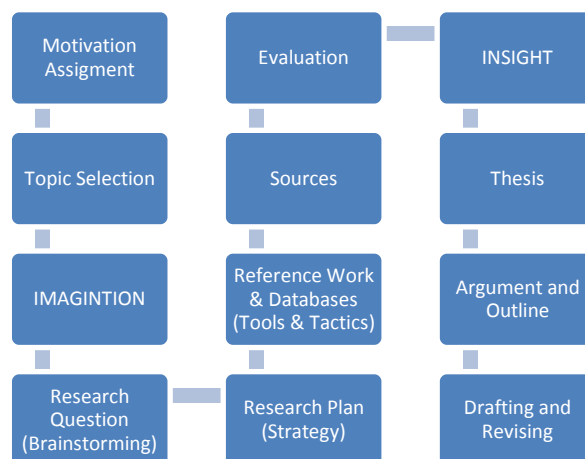 Motivation
Assigment
Topic Selection
IMAGINTION
Research
Question
(Brainstorming)
Research Plan
(Strategy)
Reference Work
& Databases
(Tools & Tactics)
Sources
Evaluation
INSIGHT
Thesis
Argument and
Outline
Drafting and
Revising